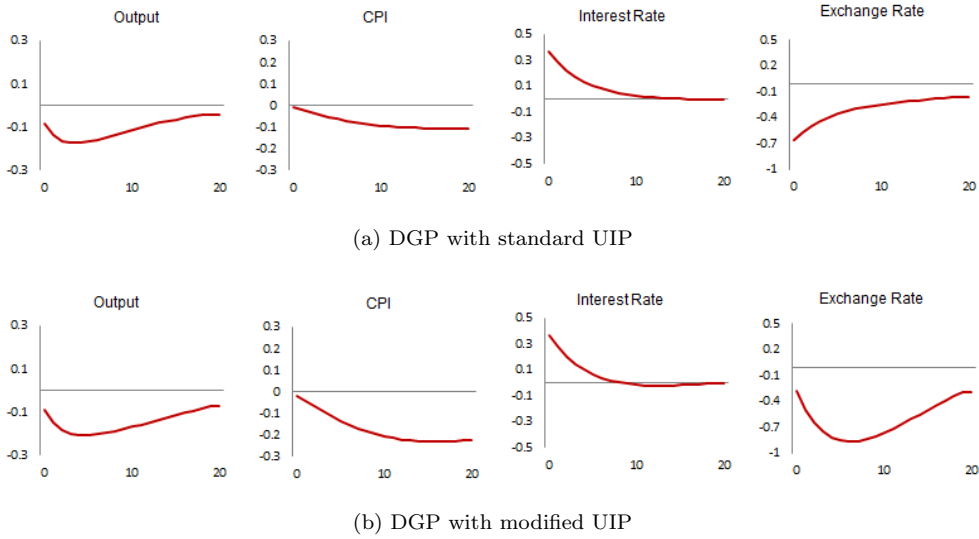 Output
CPI
Interest Rate
Exchange Rate
0.3
0.1
-0.1
-0.3
0 10 20
0.3
0.2
0.1
0
-0.1
-0.2
-0.3
0 10 20
0.5
0.3
0.1
-0.1
-0.3
-0.5
0 10 20
0.5
0.2
-0.1
-0.4
-0.7
-1
0 10 20
(a) DGP with standard UIP
Output
CPI
Interest Rate
Exchange Rate
0.3
0.1
-0.1
-0.3
0 10 20
0.3
0.2
0.1
0
-0.1
-0.2
-0.3
0 10 20
0.5
0.3
0.1
-0.1
-0.3
-0.5
0 10 20
0.5
0.2
-0.1
-0.4
-0.7
-1
0 10 20
(b) DGP with modified UIP